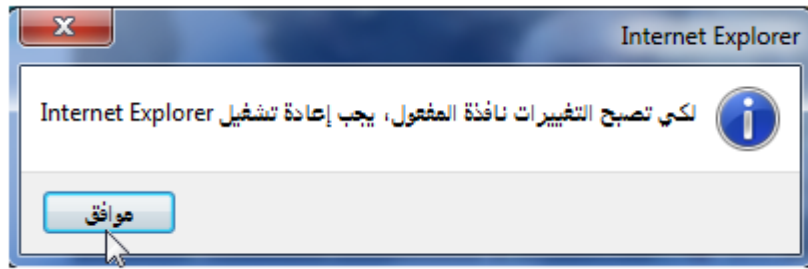 Internet Explorer
لكي تصبح التغييرات نافذة المفعول، يجب إعادة تشغيل Internet Explorer
موافق